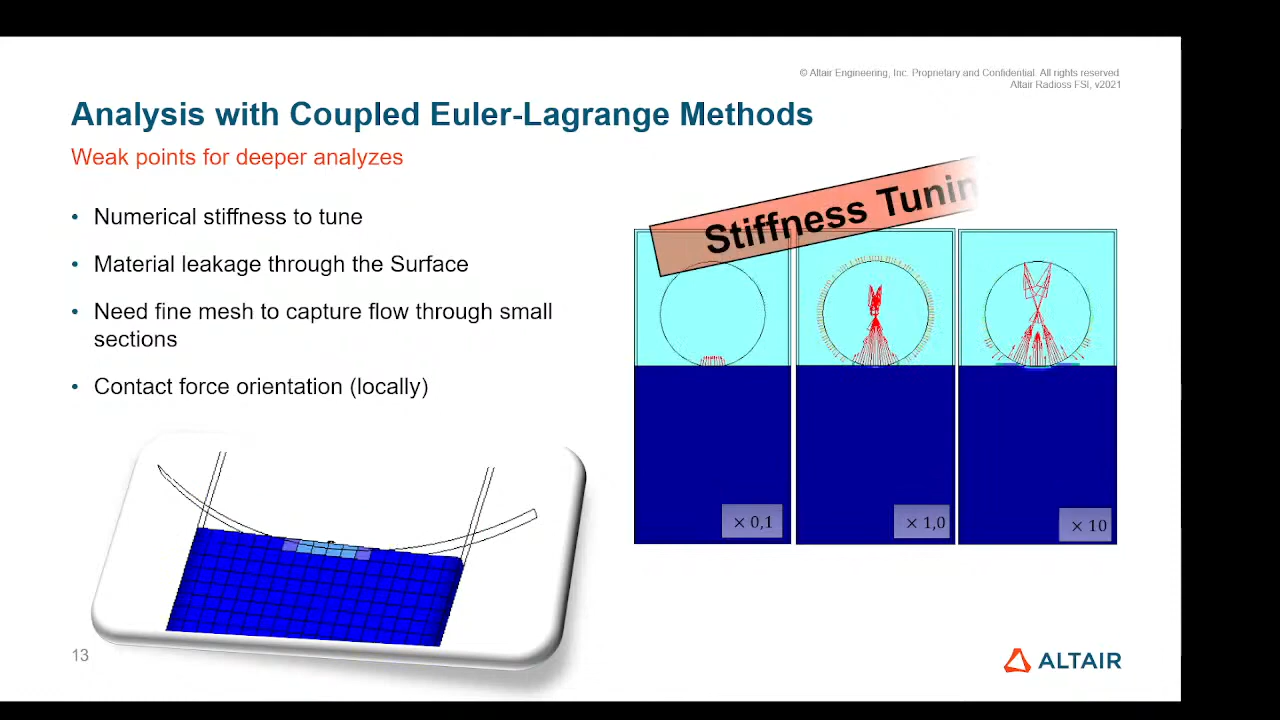 © Altair Engineering, Inc. Proprietary and Confidential. All rights reserved.
Altair Radioss FSI, v2021
Analysis with Coupled Euler-Lagrange Methods
Weak points for deeper analyzes
• Numerical stiffness to tune
• Material leakage through the Surface
• Need fine mesh to capture flow through small
sections
• Contact force orientation (locally)
Stiffness Tunin
× 0,1
× 1,0
× 10
13
ALTAIR